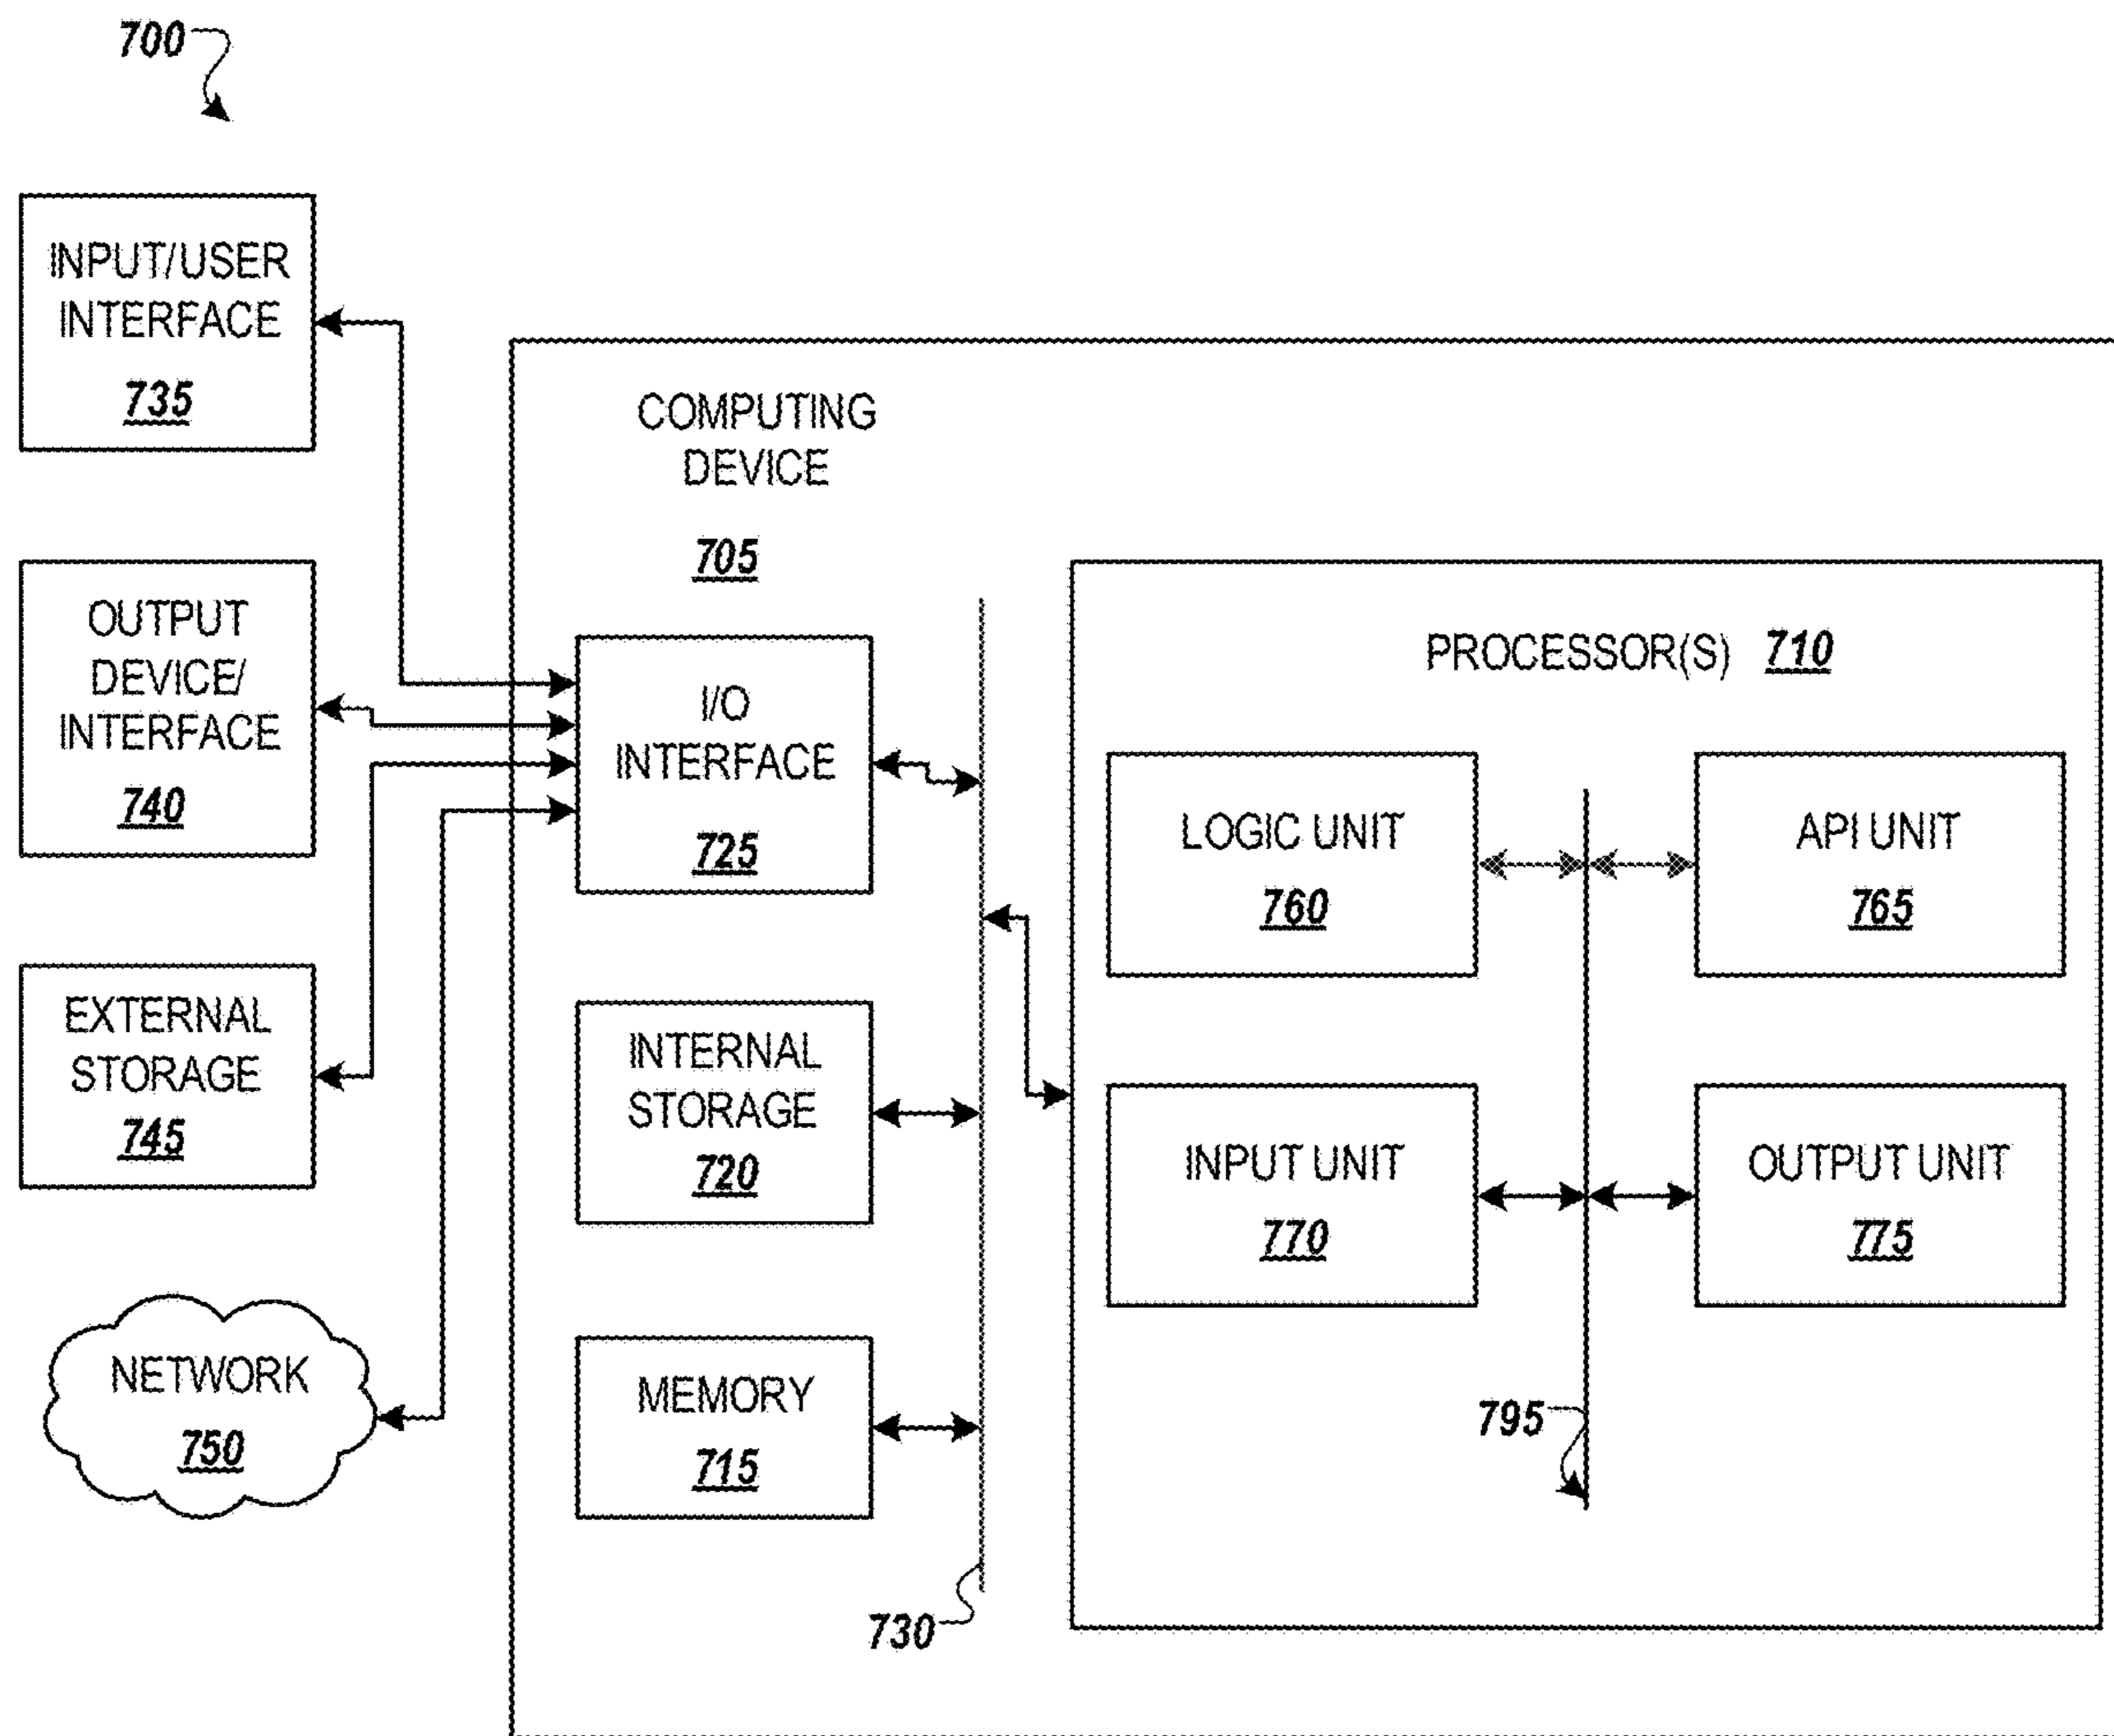 700
INPUT/USER
INTERFACE
735
OUTPUT
DEVICE/
INTERFACE
740
EXTERNAL
STORAGE
745
NETWORK
750
COMPUTING
DEVICE
705
I/O
INTERFACE
725
INTERNAL
STORAGE
720
MEMORY
715
730
PROCESSOR(S) 710
LOGIC UNIT
760
API UNIT
765
INPUT UNIT
770
OUTPUT UNIT
775
795